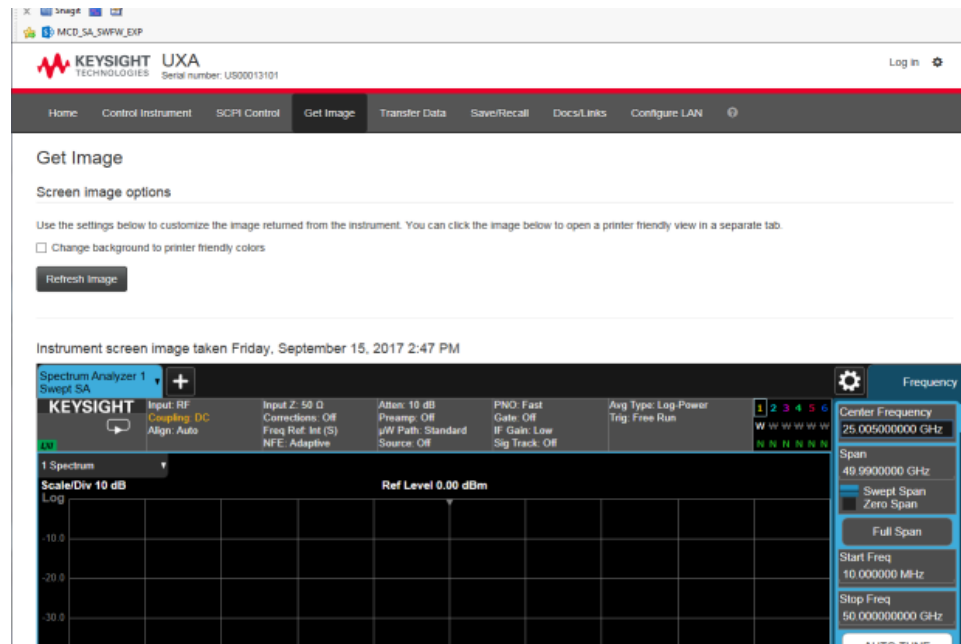 Snagit
MCD_SA_SWFW_EXP
KEYSIGHT TECHNOLOGIES UXA
Serial number: US00013101
Log in
Home Control Instrument SCPI Control Get Image Transfer Data Save/Recall Docs/Links Configure LAN
Get Image
Screen image options
Use the settings below to customize the image returned from the instrument. You can click the image below to open a printer friendly view in a separate tab.
Change background to printer friendly colors
Refresh Image
Instrument screen image taken Friday, September 15, 2017 2:47 PM
Spectrum Analyzer 1
Swept SA
Frequency
KEYSIGHT
LXI
Input: RF
Coupling: DC
Align: Auto
Input Z: 50 Ω
Corrections: Off
Freq Ref: Int (S)
NFE: Adaptive
Atten: 10 dB
Preamp: Off
µW Path: Standard
Source: Off
PNO: Fast
Gate: Off
IF Gain: Low
Sig Track: Off
Avg Type: Log-Power
Trig: Free Run
1 2 3 4 5 6
W W W W W W
N N N N N N
Center Frequency
25.005000000 GHz
Span
49.9900000 GHz
Swept Span
Zero Span
Full Span
Start Freq
10.000000 MHz
Stop Freq
50.000000000 GHz
AUTO TUNE
1 Spectrum
Scale/Div 10 dB
Ref Level 0.00 dBm
Log
-10.0
-20.0
-30.0